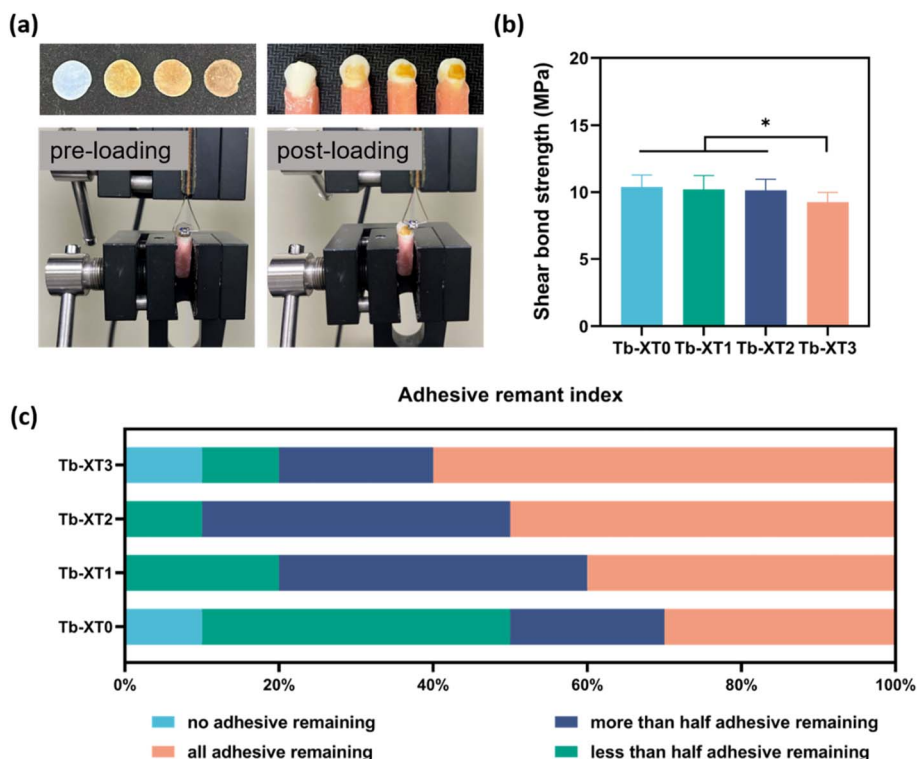 (a)
pre-loading
post-loading
(b)
Shear bond strength (MPa)
20
15
10
5
0
*
Tb-XT0 Tb-XT1 Tb-XT2 Tb-XT3
Adhesive remant index
(c)
Tb-XT3
Tb-XT2
Tb-XT1
Tb-XT0
0% 20% 40% 60% 80% 100%
no adhesive remaining
more than half adhesive remaining
all adhesive remaining
less than half adhesive remaining